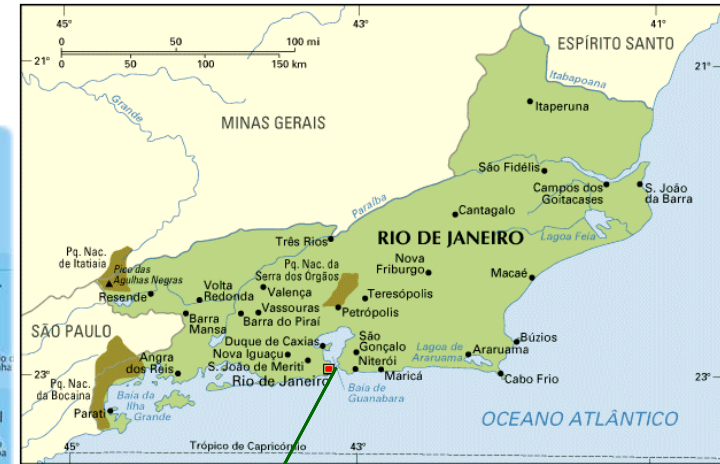 45°
43°
41°
0 50 100 mi
0 50 100 150 km
21°
21°
ESPÍRITO SANTO
Itabapoana
Grande
MINAS GERAIS
Itaperuna
São Fidélis
Campos dos
Goitacases
S. João
da Barra
Paraíba
Cantagalo
Três Rios
RIO DE JANEIRO
Lagoa Feia
Pq. Nac.
de Itatiaia
Pico das
Agulhas Negras
Pq. Nac. da
Serra dos Órgãos
Nova
Friburgo
Macaé
Resende
Volta
Redonda
Valença
Teresópolis
Vassouras
Petrópolis
Barra
Mansa
Barra do Piraí
SÃO PAULO
Duque de Caxias
São
Gonçalo
Búzios
Lagoa de
Araruama
Araruama
Angra
dos Reis
Nova Iguaçu
Niterói
S. João de Meriti
23°
23°
Pq. Nac.
da Bocaina
Rio de Janeiro
Maricá
Cabo Frio
Baía de
Guanabara
Baía da
Ilha Grande
Parati
OCEANO ATLÂNTICO
Trópico de Capricórnio
45°
43°